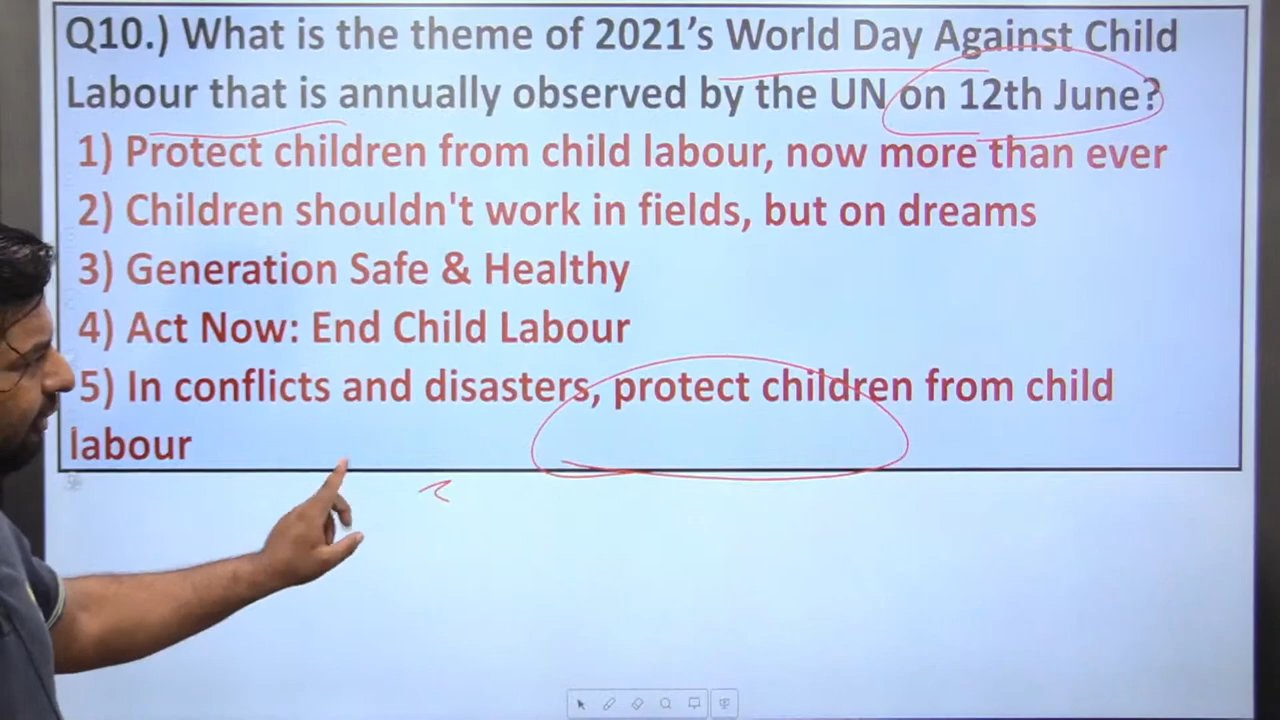 Q10.) What is the theme of 2021’s World Day Against Child
Labour that is annually observed by the UN on 12th June?
1) Protect children from child labour, now more than ever
2) Children shouldn't work in fields, but on dreams
3) Generation Safe & Healthy
4) Act Now: End Child Labour
5) In conflicts and disasters, protect children from child
labour